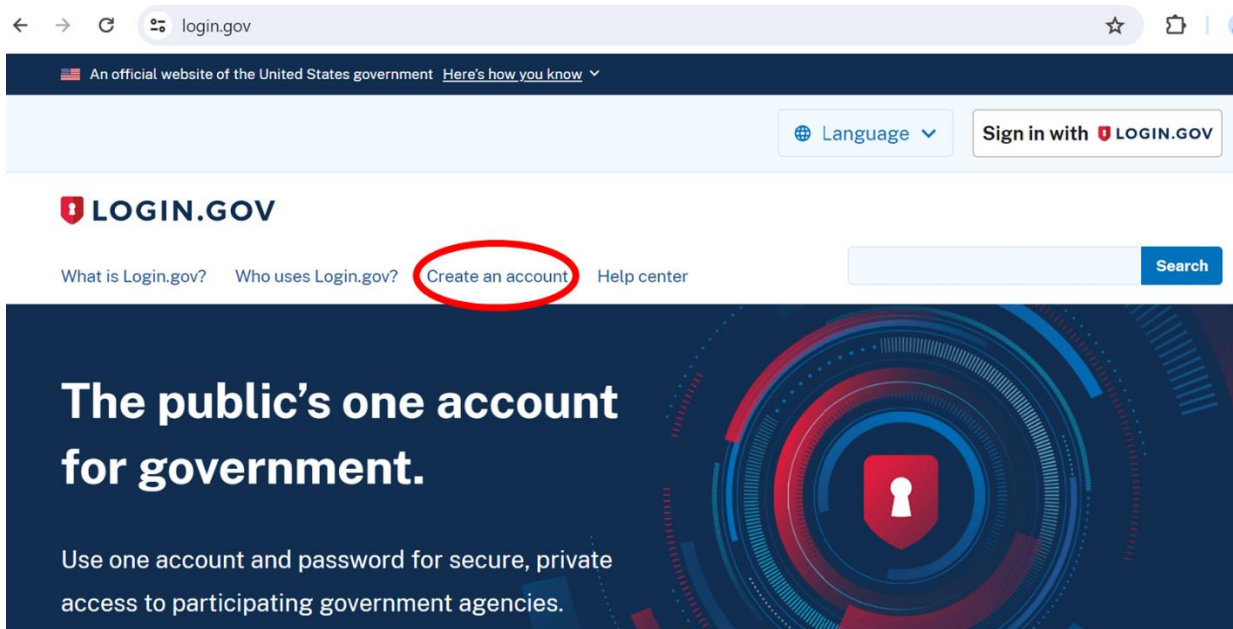 login.gov
An official website of the United States government Here's how you know
Language Sign in with LOGIN.GOV
LOGIN.GOV
What is Login.gov? Who uses Login.gov? Create an account Help center Search
The public's one account
for government.
Use one account and password for secure, private
access to participating government agencies.